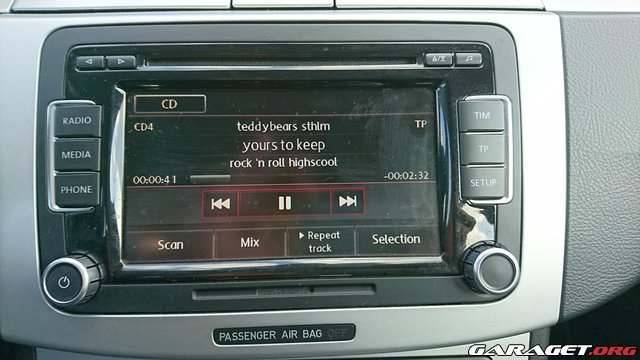 CD
RADIO
MEDIA
PHONE
TIM
TP
SETUP
CD4
teddybears sthlm
TP
yours to keep
rock 'n roll highscool
00:00:41
-00:02:32
Scan
Mix
Repeat
track
Selection
PASSENGER AIR BAG OFF
GARAGET.ORG